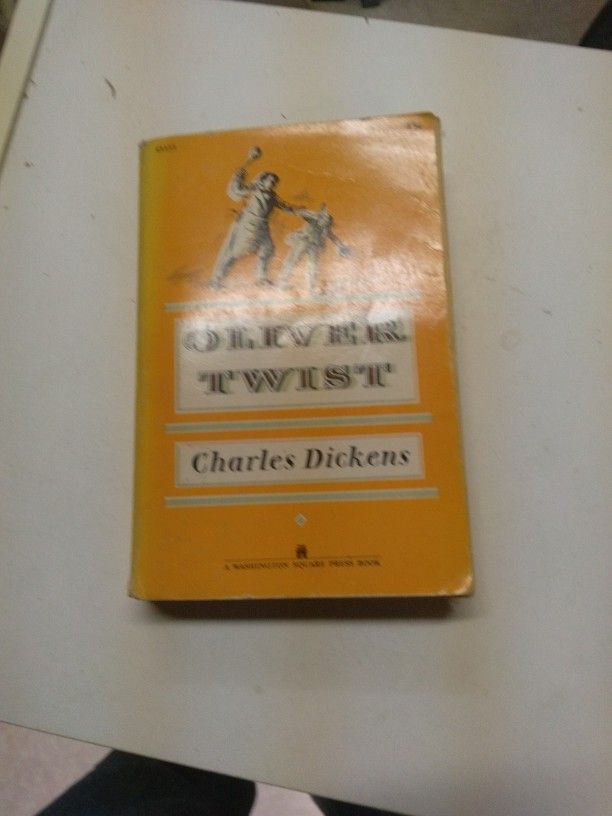 OLIVER
TWIST
Charles Dickens
A WASHINGTON SQUARE PRESS BOOK